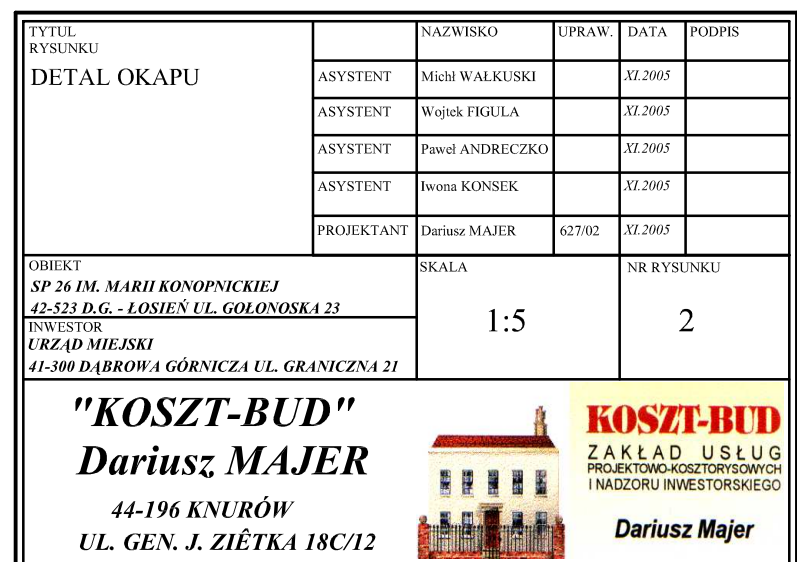 TYTUL
RYSUNKU
DETAL OKAPU
NAZWISKO UPRAW. DATA PODPIS
ASYSTENT Michł WAŁKUSKI XI.2005
ASYSTENT Wojtek FIGULA XI.2005
ASYSTENT Paweł ANDRECZKO XI.2005
ASYSTENT Iwona KONSEK XI.2005
PROJEKTANT Dariusz MAJER 627/02 XI.2005
OBIEKT
SP 26 IM. MARII KONOPNICKIEJ
42-523 D.G. - ŁOSIEŃ UL. GOŁONOSKA 23
INWESTOR
URZĄD MIEJSKI
41-300 DĄBROWA GÓRNICZA UL. GRANICZNA 21
SKALA
1:5
NR RYSUNKU
2
"KOSZT-BUD"
Dariusz MAJER
44-196 KNURÓW
UL. GEN. J. ZIÊTKA 18C/12
KOSZT-BUD
ZAKŁAD USŁUG
PROJEKTOWO-KOSZTORYSOWYCH
I NADZORU INWESTORSKIEGO
Dariusz Majer